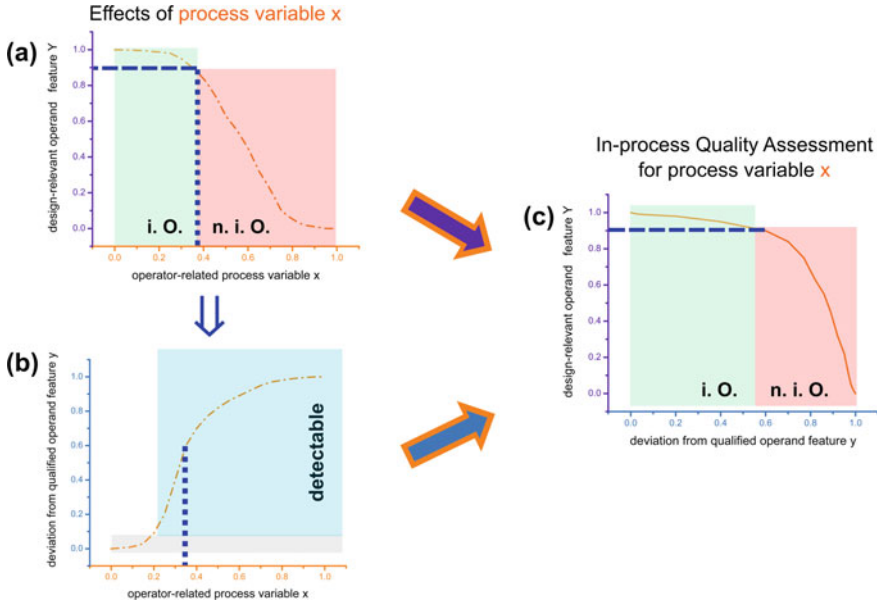 Effects of process variable x
(a)
design-relevant operand feature Y
1.0
0.8
0.6
0.4
0.2
0.0
i. O. n. i. O.
0.0 0.2 0.4 0.6 0.8 1.0
operator-related process variable x
(b)
deviation from qualified operand feature y
1.0
0.8
0.6
0.4
0.2
0.0
detectable
0.0 0.2 0.4 0.6 0.8 1.0
operator-related process variable x
In-process Quality Assessment
for process variable x
(c)
design-relevant operand feature Y
1.0
0.8
0.6
0.4
0.2
0.0
i. O. n. i. O.
0.0 0.2 0.4 0.6 0.8 1.0
deviation from qualified operand feature y